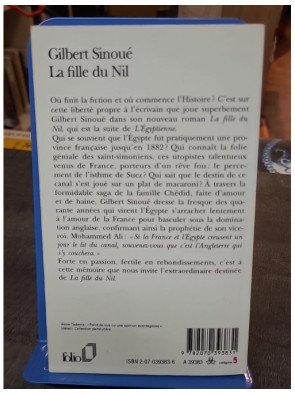 Gilbert Sinoué
La fille du Nil
Où finit la fiction et où commence l'Histoire? C'est sur
cette liberté propre à l'écrivain que joue superbement
Gilbert Sinoué dans son nouveau roman La fille du
Nil, qui est la suite de L'Égyptienne.
Qui se souvient que l'Égypte fut pratiquement une pro-
vince française jusqu'en 1882? Qui connaît la folie
géniale des saint-simoniens, ces utopistes talentueux
venus de France, porteurs d'un rêve fou : le perce-
ment de l'isthme de Suez? Qui sait que le destin de ce
canal s'est joué sur un plat de macaroni? À travers la
formidable saga de la famille Chédid, faite d'amour
et de haine, Gilbert Sinoué dresse la fresque des qua-
rante années qui virent l'Égypte s'arracher lentement
à l'amour de la France pour basculer sous la domina-
tion anglaise, confirmant ainsi la prophétie de son vice-
roi, Mohammed Ali : «Si la France et l'Égypte creusent un
jour le lit du canal, souvenez-vous que c'est l'Angleterre qui
s'y couchera.»
Forte en passion, fertile en rebondissements, c'est à
cette mémoire que nous invite l'extraordinaire destinée
de La fille du Nil.
folio
ISBN 2-07-039383-6
A 39383
catégorie 5
9 782070 393831